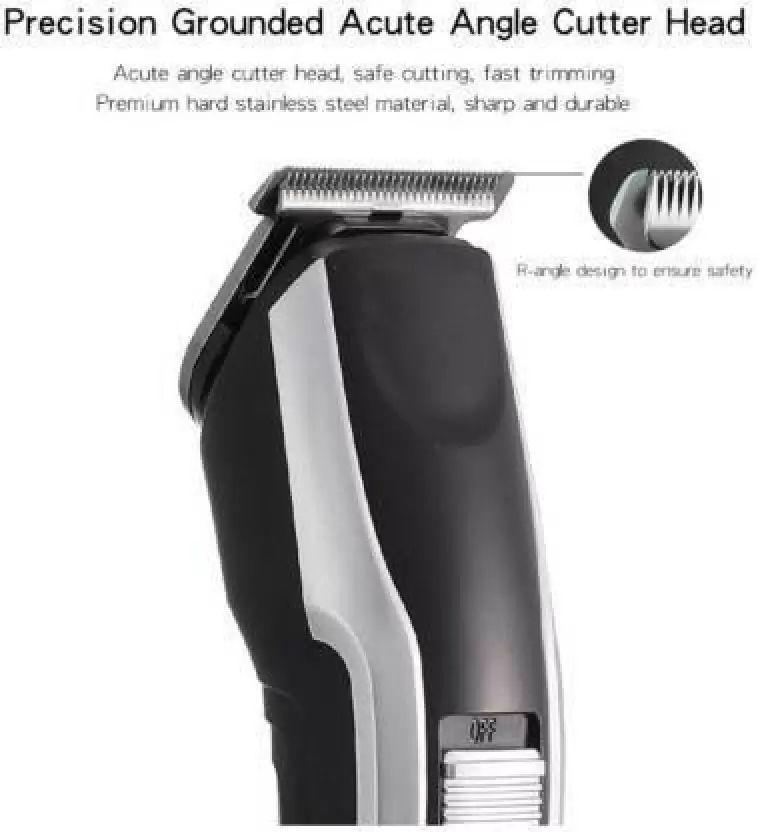 Precision Grounded Acute Angle Cutter Head
Acute angle cutter head, safe cutting, fast trimming
Premium hard stainless steel material, sharp and durable
R-angle design to ensure safety
OFF